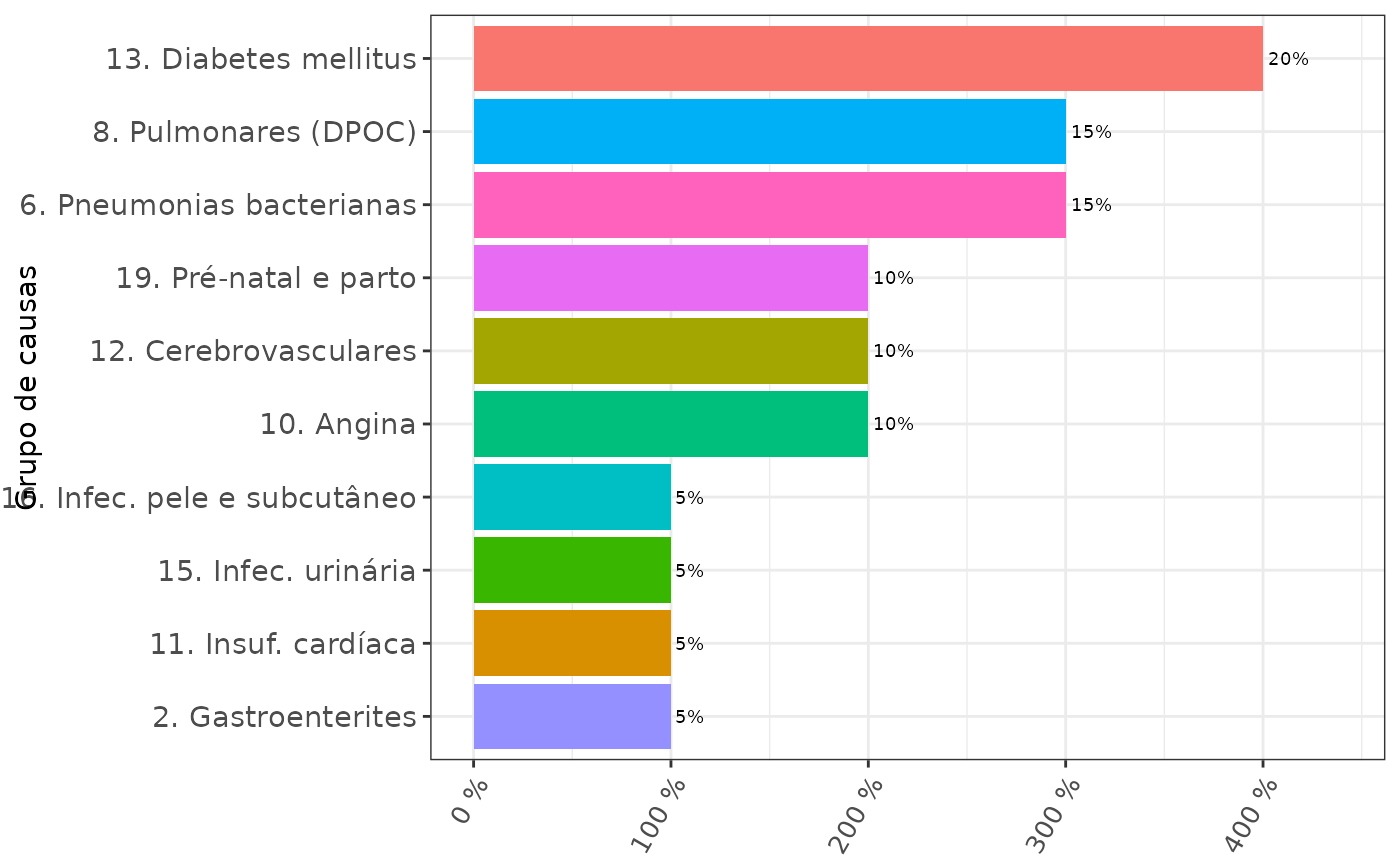 Grupo de causas
13. Diabetes mellitus
20%
8. Pulmonares (DPOC)
15%
6. Pneumonias bacterianas
15%
19. Pré-natal e parto
10%
12. Cerebrovasculares
10%
10. Angina
10%
16. Infec. pele e subcutâneo
5%
15. Infec. urinária
5%
11. Insuf. cardíaca
5%
2. Gastroenterites
5%
0 %
100 %
200 %
300 %
400 %